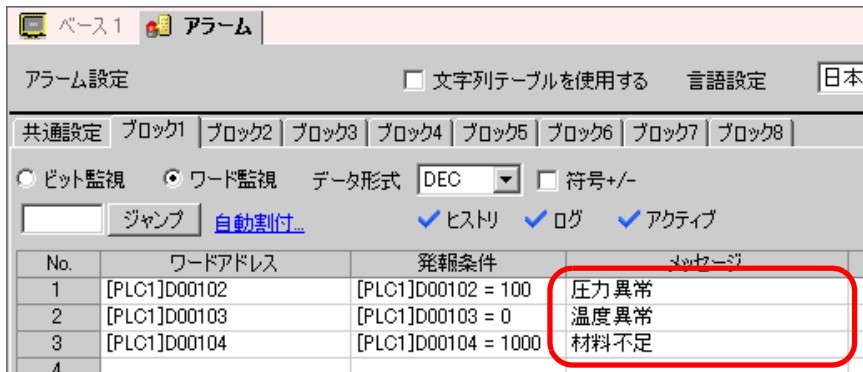 ベース1 アラーム
アラーム設定 文字列テーブルを使用する 言語設定 日本
共通設定 ブロック1 ブロック2 ブロック3 ブロック4 ブロック5 ブロック6 ブロック7 ブロック8
ビット監視 ワード監視 データ形式 DEC 符号+/-
ジャンプ 自動割付... ヒストリ ログ アクティブ
No. ワードアドレス 発報条件 メッセージ
1 [PLC1]D00102 [PLC1]D00102 = 100 圧力異常
2 [PLC1]D00103 [PLC1]D00103 = 0 温度異常
3 [PLC1]D00104 [PLC1]D00104 = 1000 材料不足
4